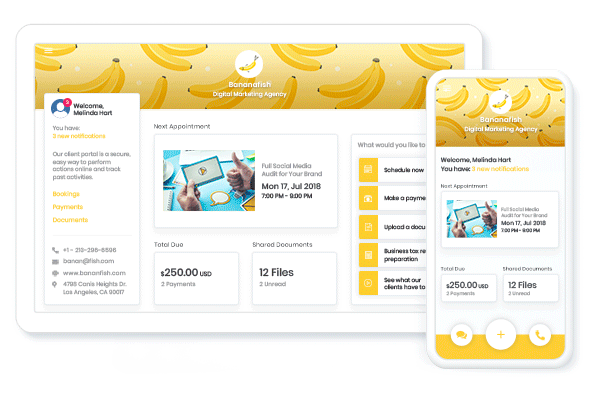 Bananafish
Digital Marketing Agency
3
Welcome,
Melinda Hart
You have:
3 new notifications
Our client portal is a secure,
easy way to perform
actions online and track
past activities.
Bookings
Payments
Documents
+1 - 219-296-6596
banan@fish.com
www.bananfish.com
4798 Canis Heights Dr.
Los Angeles, CA 90017
Next Appointment
Full Social Media
Audit for Your Brand
Mon 17, Jul 2018
7:00 PM - 9:00 PM
Total Due
$250.00 USD
2 Payments
Shared Documents
12 Files
2 Unread
What would you like to
Schedule now
Make a payme
Upload a docu
Business tax re
preparation
See what our
clients have to
Bananafish
Digital Marketing Agency
Welcome, Melinda Hart
You have: 3 new notifications
Next Appointment
Full Social Media
Audit for Your Brand
Mon 17, Jul 2018
7:00 PM - 9:00 PM
Total Due
$250.00 USD
2 Payments
Shared Documents
12 Files
2 Unread